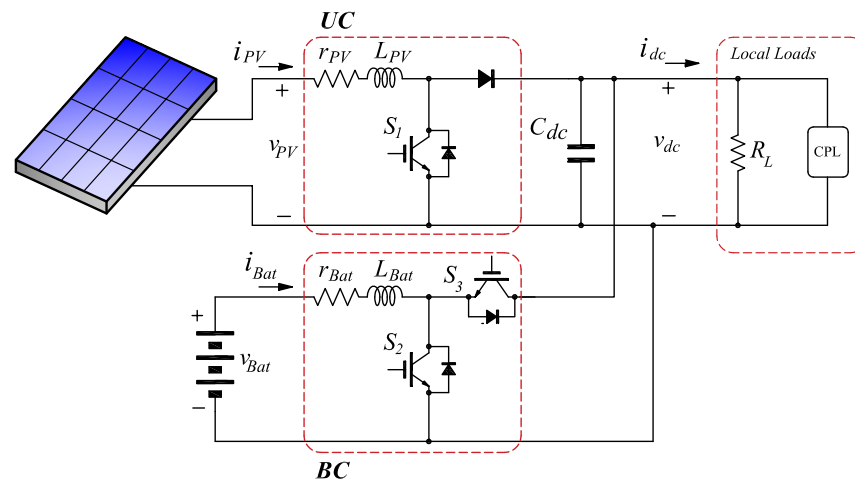 UC
i_PV
r_PV
L_PV
i_dc
Local Loads
+
+
S_1
v_PV
C_dc
v_dc
R_L
CPL
−
−
i_Bat
r_Bat
L_Bat
S_3
+
S_2
v_Bat
−
BC